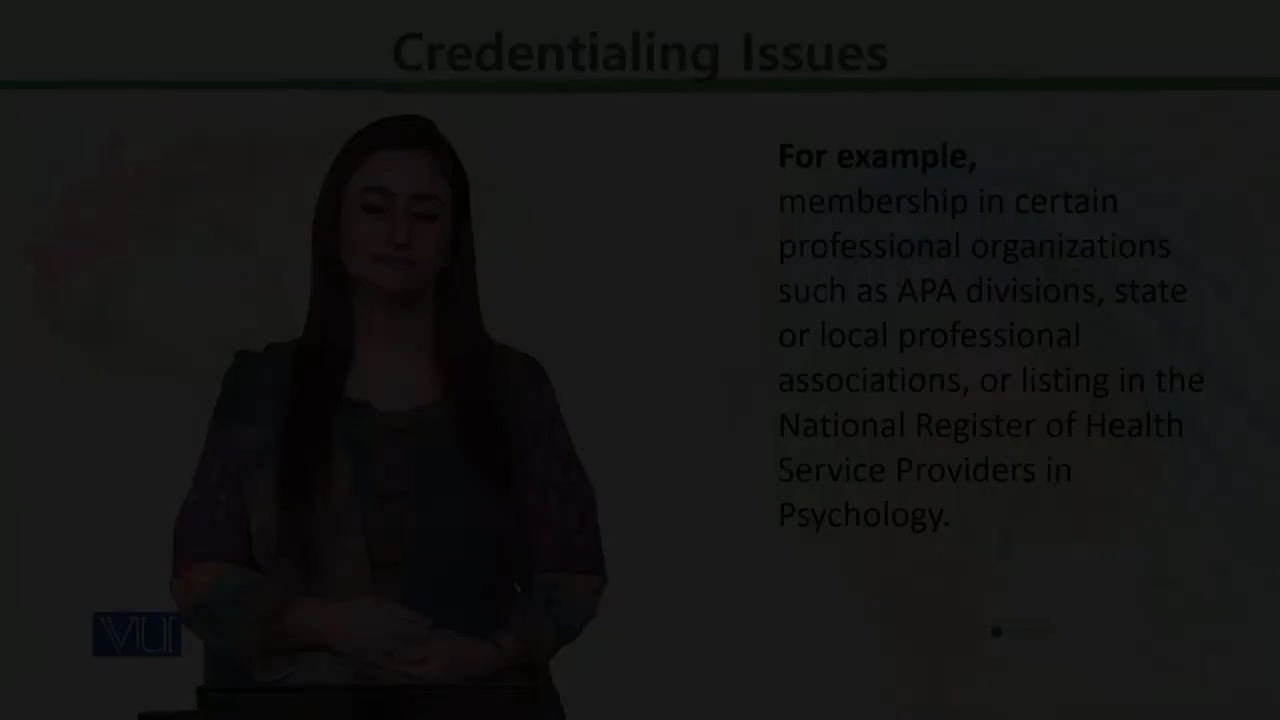 Credentialing Issues
For example,
membership in certain
professional organizations
such as APA divisions, state
or local professional
associations, or listing in the
National Register of Health
Service Providers in
Psychology.
VU